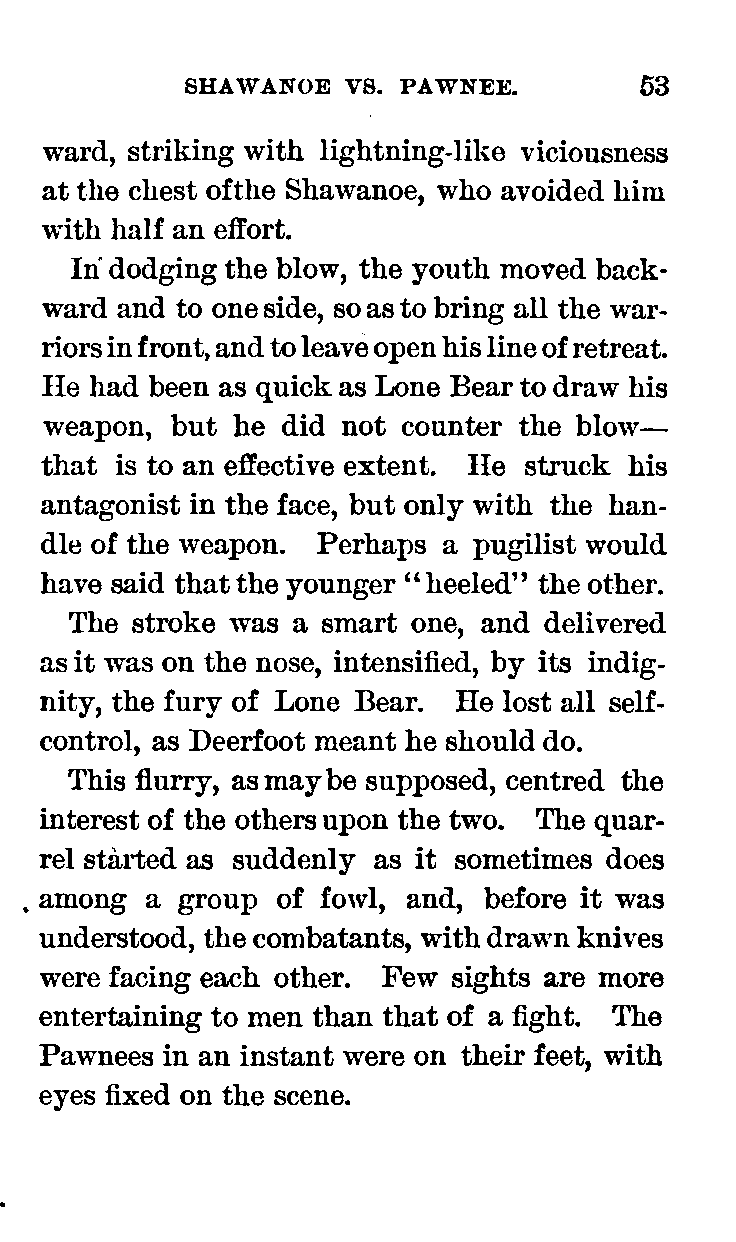 SHAWANOE VS. PAWNEE. 53
ward, striking with lightning-like viciousness
at the chest ofthe Shawanoe, who avoided him
with half an effort.
In dodging the blow, the youth moved back-
ward and to one side, so as to bring all the war-
riors in front, and to leave open his line of retreat.
He had been as quick as Lone Bear to draw his
weapon, but he did not counter the blow—
that is to an effective extent. He struck his
antagonist in the face, but only with the han-
dle of the weapon. Perhaps a pugilist would
have said that the younger "heeled" the other.
The stroke was a smart one, and delivered
as it was on the nose, intensified, by its indig-
nity, the fury of Lone Bear. He lost all self-
control, as Deerfoot meant he should do.
This flurry, as may be supposed, centred the
interest of the others upon the two. The quar-
rel started as suddenly as it sometimes does
among a group of fowl, and, before it was
understood, the combatants, with drawn knives
were facing each other. Few sights are more
entertaining to men than that of a fight. The
Pawnees in an instant were on their feet, with
eyes fixed on the scene.